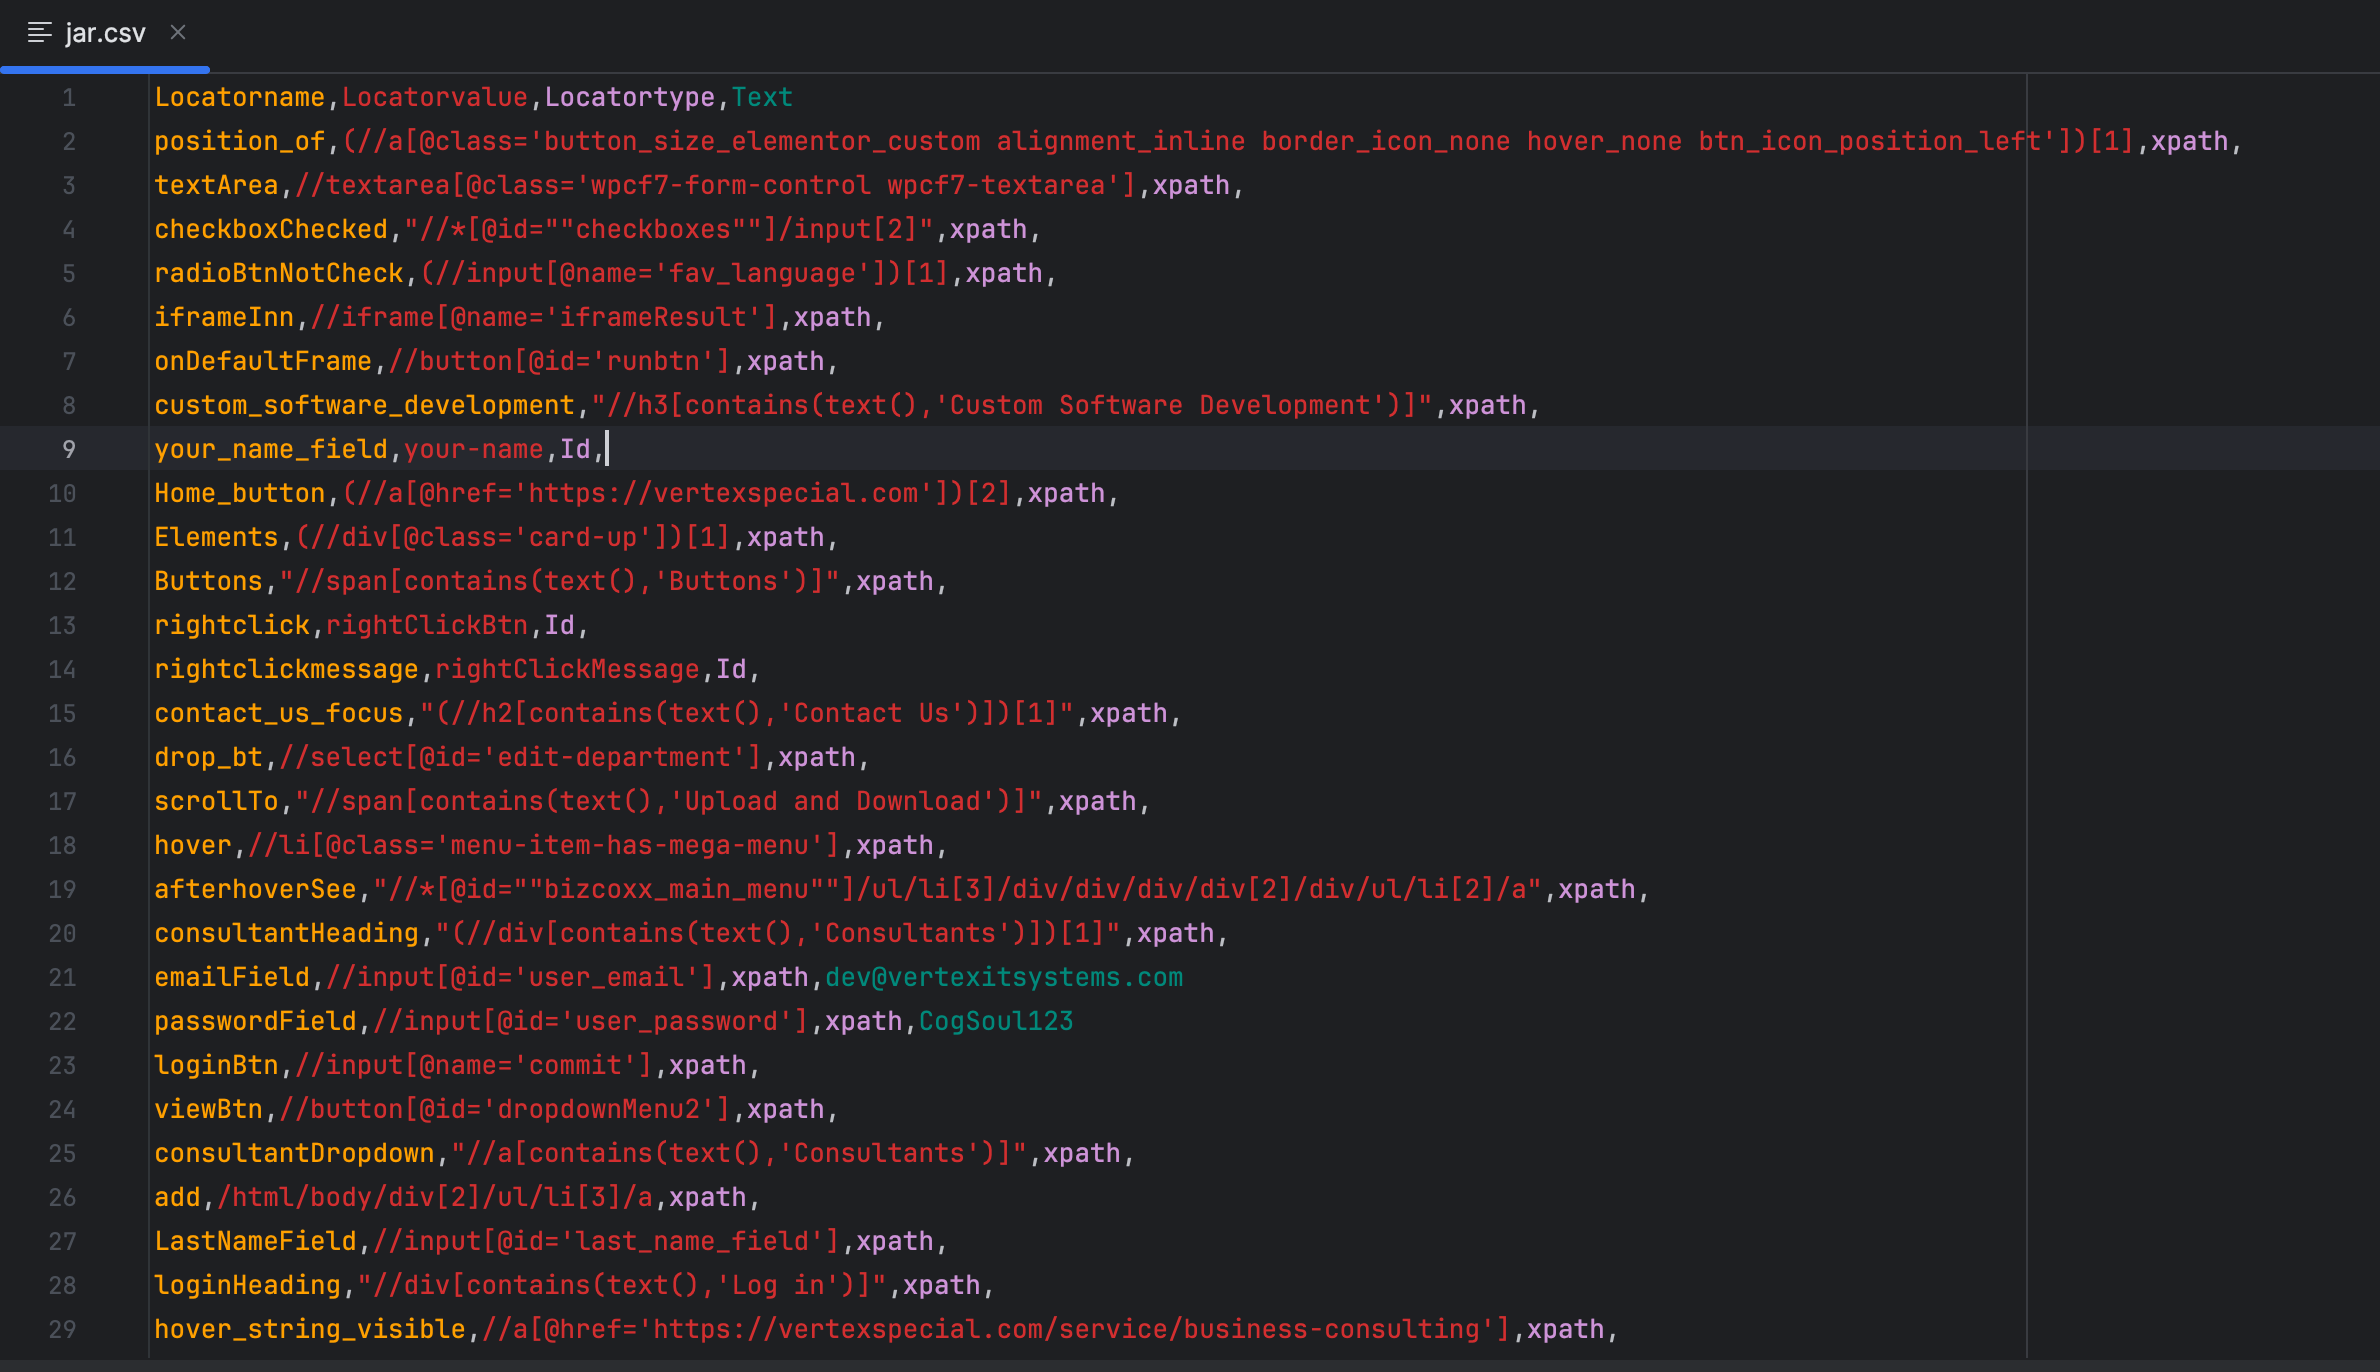 jar.csv
1 Locatorname,Locatorvalue,Locatortype,Text
2 position_of,(//a[@class='button_size_elementor_custom alignment_inline border_icon_none hover_none btn_icon_position_left'])[1],xpath,
3 textArea,//textarea[@class='wpcf7-form-control wpcf7-textarea'],xpath,
4 checkboxChecked,"//*[@id=""checkboxes""]/input[2]",xpath,
5 radioBtnNotCheck,(//input[@name='fav_language'])[1],xpath,
6 iframeInn,//iframe[@name='iframeResult'],xpath,
7 onDefaultFrame,//button[@id='runbtn'],xpath,
8 custom_software_development,"//h3[contains(text(),'Custom Software Development')]",xpath,
9 your_name_field,your-name,Id,
10 Home_button,(//a[@href='https://vertexspecial.com'])[2],xpath,
11 Elements,(//div[@class='card-up'])[1],xpath,
12 Buttons,"//span[contains(text(),'Buttons')]",xpath,
13 rightclick,rightClickBtn,Id,
14 rightclickmessage,rightClickMessage,Id,
15 contact_us_focus,"(//h2[contains(text(),'Contact Us')])[1]",xpath,
16 drop_bt,//select[@id='edit-department'],xpath,
17 scrollTo,"//span[contains(text(),'Upload and Download')]",xpath,
18 hover,//li[@class='menu-item-has-mega-menu'],xpath,
19 afterhoverSee,"//*[@id=""bizcoxx_main_menu""]/ul/li[3]/div/div/div/div[2]/div/ul/li[2]/a",xpath,
20 consultantHeading,"(//div[contains(text(),'Consultants')])[1]",xpath,
21 emailField,//input[@id='user_email'],xpath,dev@vertexitsystems.com
22 passwordField,//input[@id='user_password'],xpath,CogSoul123
23 loginBtn,//input[@name='commit'],xpath,
24 viewBtn,//button[@id='dropdownMenu2'],xpath,
25 consultantDropdown,"//a[contains(text(),'Consultants')]",xpath,
26 add,/html/body/div[2]/ul/li[3]/a,xpath,
27 LastNameField,//input[@id='last_name_field'],xpath,
28 loginHeading,"//div[contains(text(),'Log in')]",xpath,
29 hover_string_visible,//a[@href='https://vertexspecial.com/service/business-consulting'],xpath,